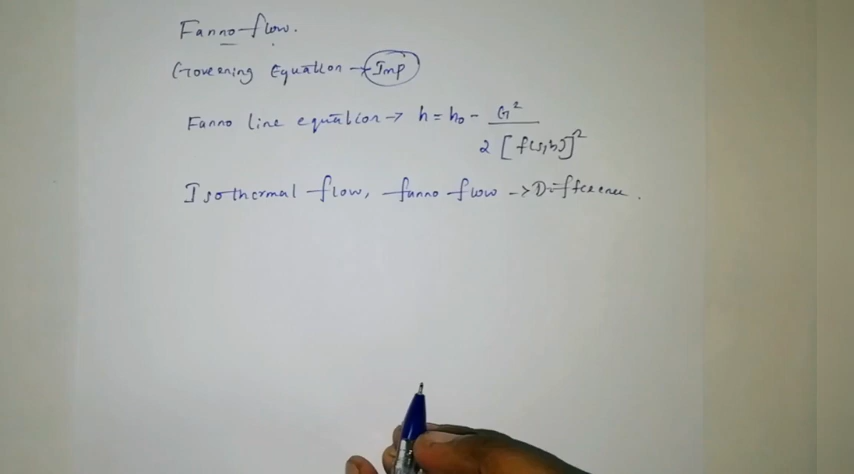 Fanno flow.
Governing Equation → Imp
Fanno line equation → h = h₀ - G² / 2 [f(s,h)]²
Isothermal flow, fanno flow → Difference.